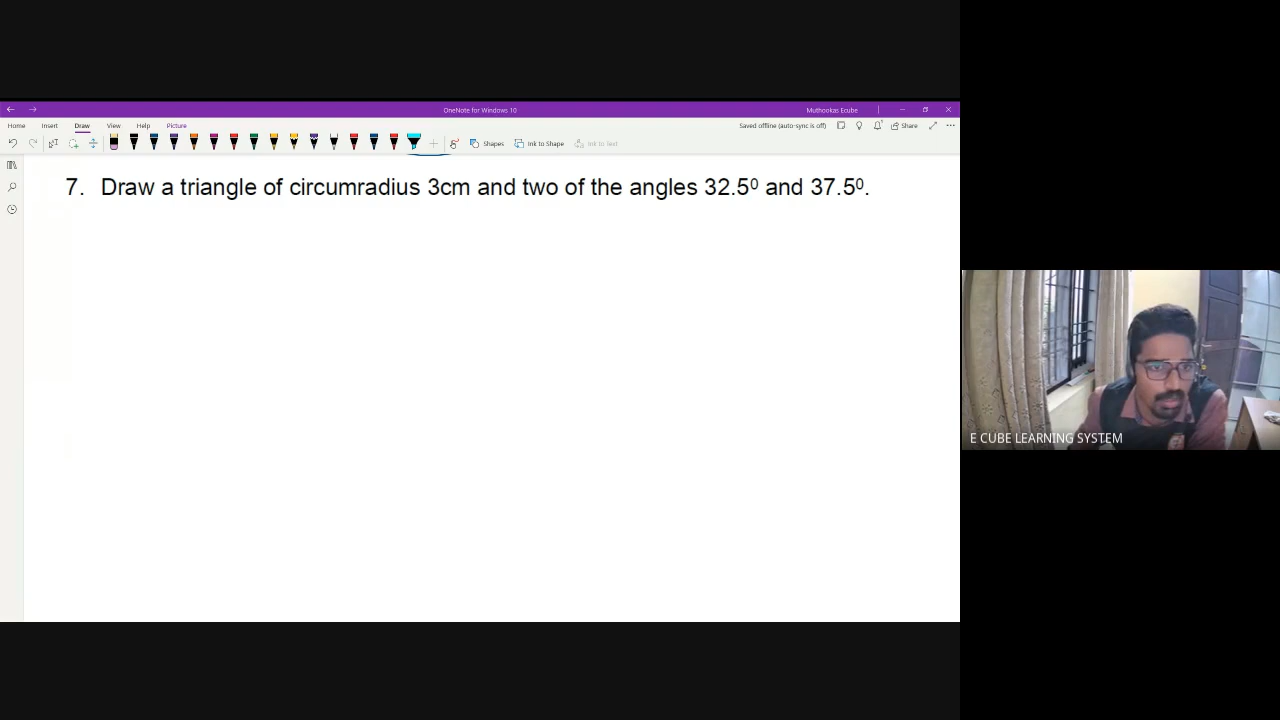 OneNote for Windows 10
Muthookas Ecube
Home Insert Draw View Help Picture
Saved offline (auto-sync is off)
Share
Shapes
Ink to Shape
Ink to Text
7. Draw a triangle of circumradius 3cm and two of the angles 32.5⁰ and 37.5⁰.
E CUBE LEARNING SYSTEM